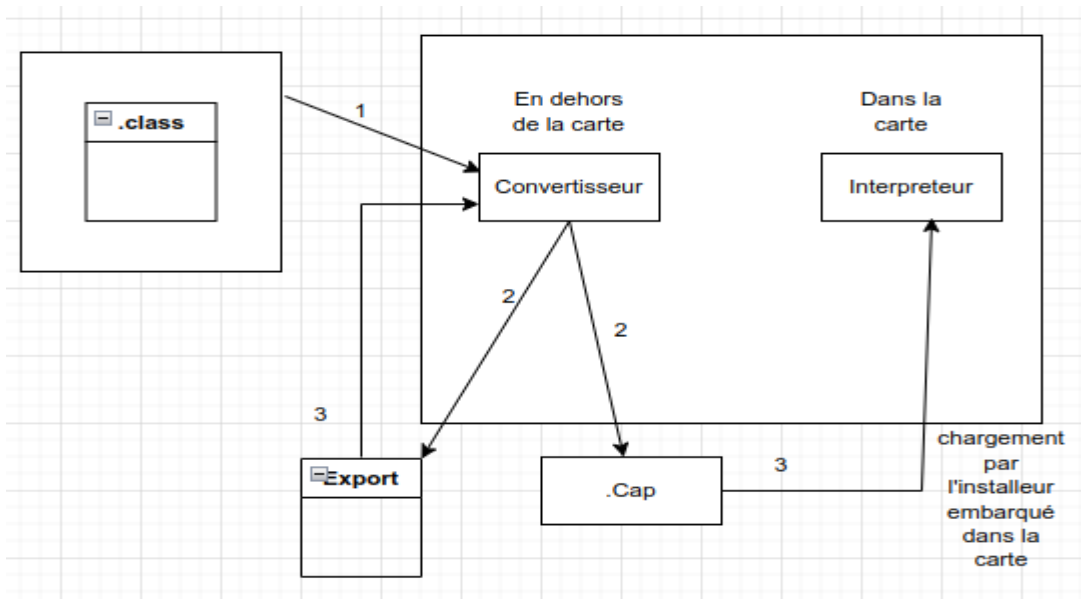 .class
1
En dehors
de la carte
Dans la
carte
Convertisseur
Interpreteur
2
2
3
Export
.Cap
3
chargement
par
l'installeur
embarqué
dans la
carte